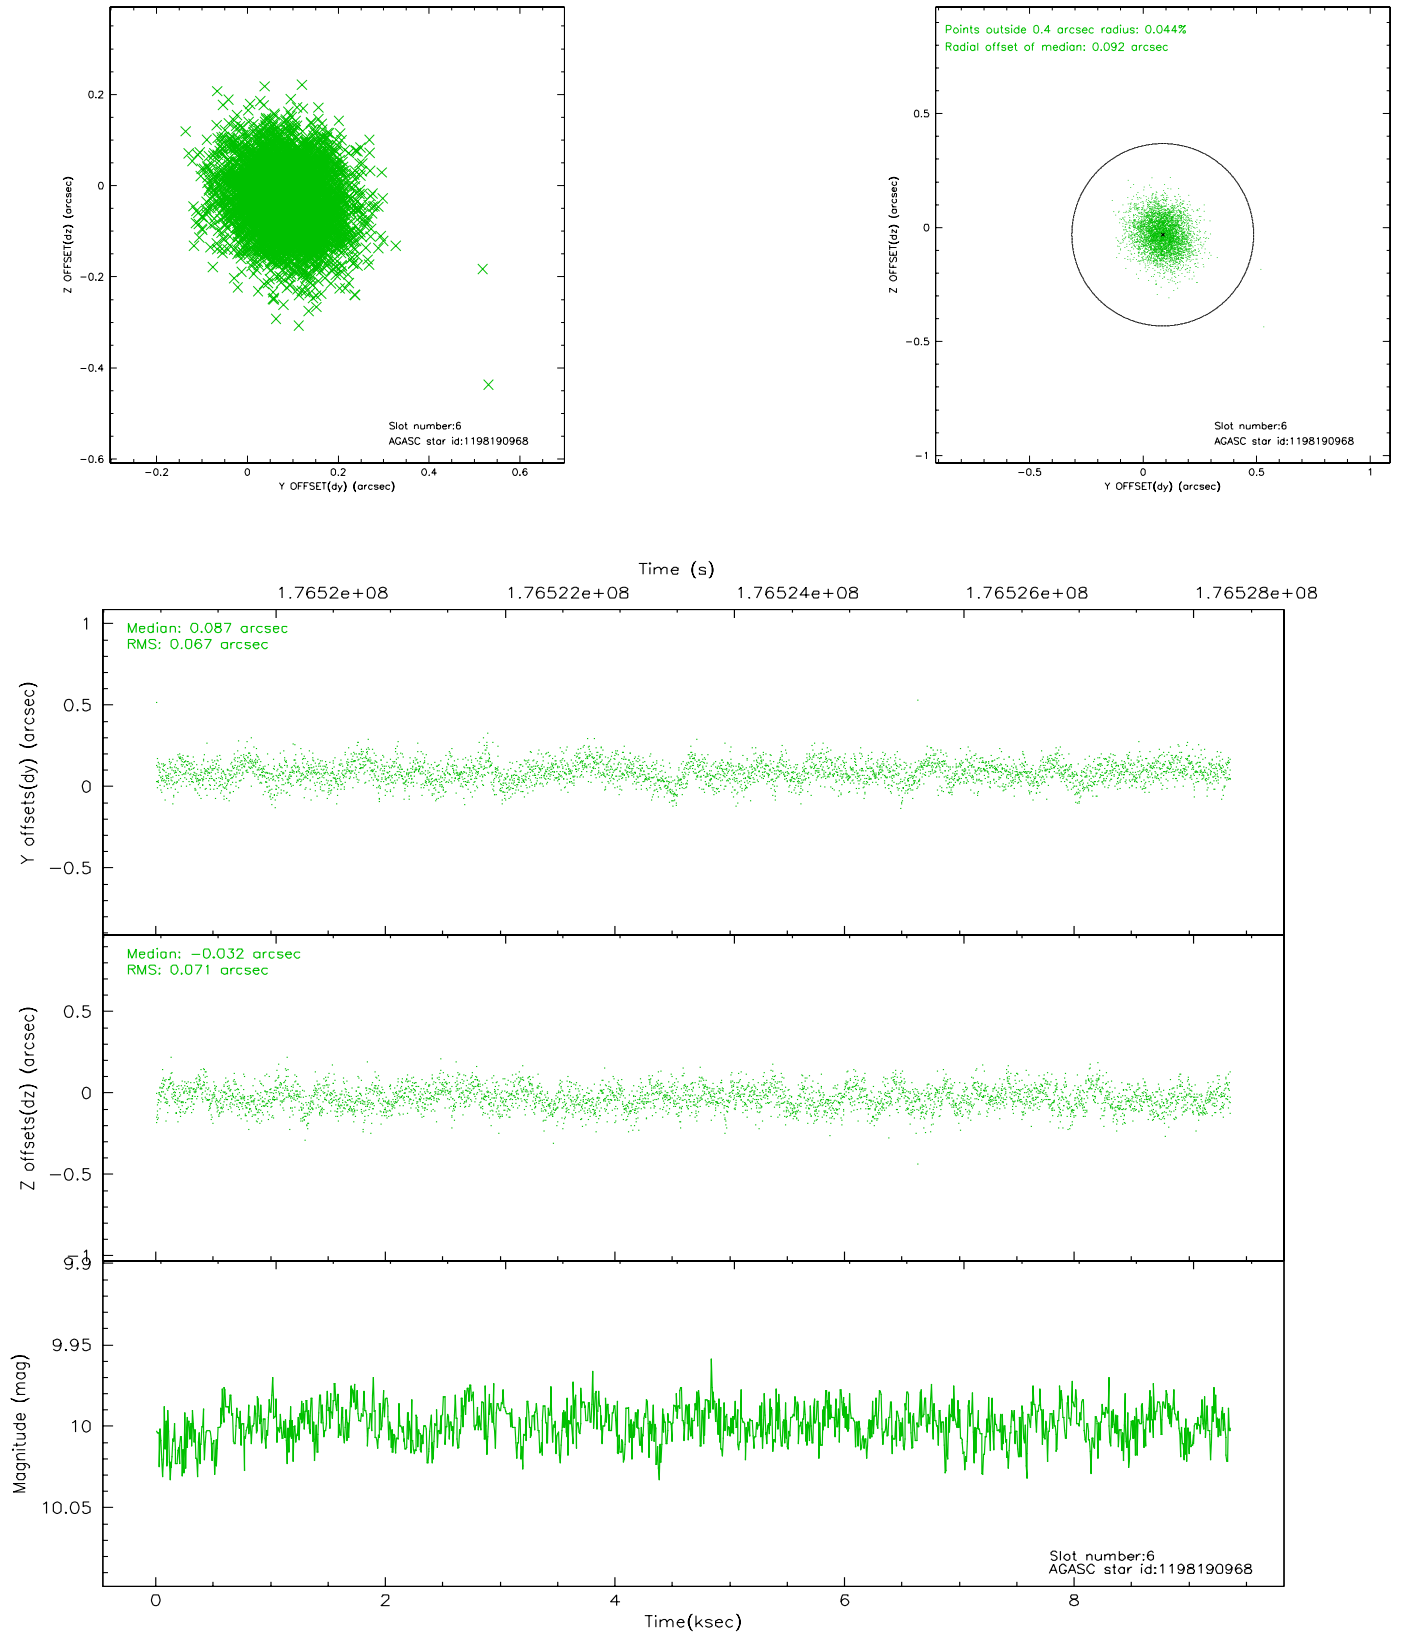 0.2
0
−0.2
−0.4
−0.6
Z OFFSET(dz) (arcsec)
Slot number:6
AGASC star id:1198190968
−0.2 0 0.2 0.4 0.6
Y OFFSET(dy) (arcsec)
Points outside 0.4 arcsec radius: 0.044%
Radial offset of median: 0.092 arcsec
0.5
0
−0.5
−1
Z OFFSET(dz) (arcsec)
Slot number:6
AGASC star id:1198190968
−0.5 0 0.5 1
Y OFFSET(dy) (arcsec)
Time (s)
1.7652e+08 1.76522e+08 1.76524e+08 1.76526e+08 1.76528e+08
Median: 0.087 arcsec
RMS: 0.067 arcsec
1
0.5
0
−0.5
Y offsets(dy) (arcsec)
Median: −0.032 arcsec
RMS: 0.071 arcsec
0.5
0
−0.5
−1
Z offsets(dz) (arcsec)
9.9
9.95
10
10.05
Magnitude (mag)
Slot number:6
AGASC star id:1198190968
0 2 4 6 8
Time(ksec)